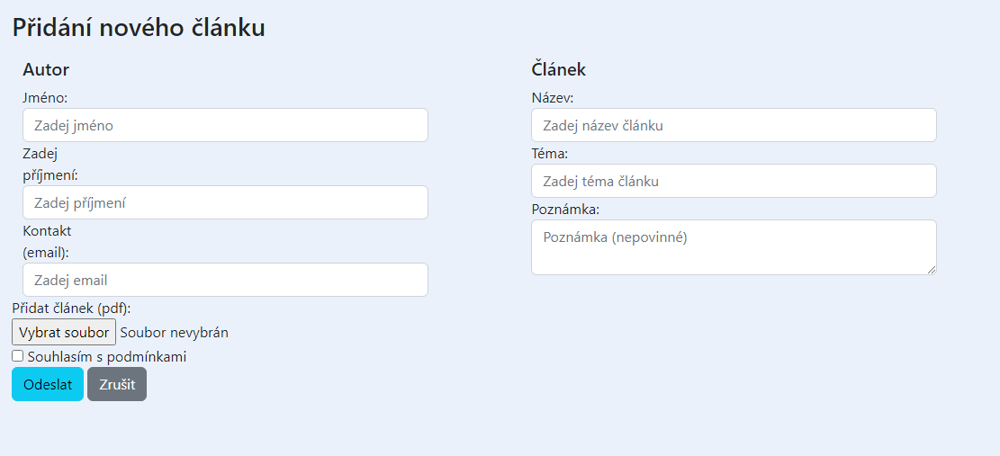 Přidání nového článku
Autor
Jméno:
Zadej jméno
Zadej
příjmení:
Zadej příjmení
Kontakt
(email):
Zadej email
Článek
Název:
Zadej název článku
Téma:
Zadej téma článku
Poznámka:
Poznámka (nepovinné)
Přidat článek (pdf):
Vybrat soubor Soubor nevybrán
Souhlasím s podmínkami
Odeslat Zrušit